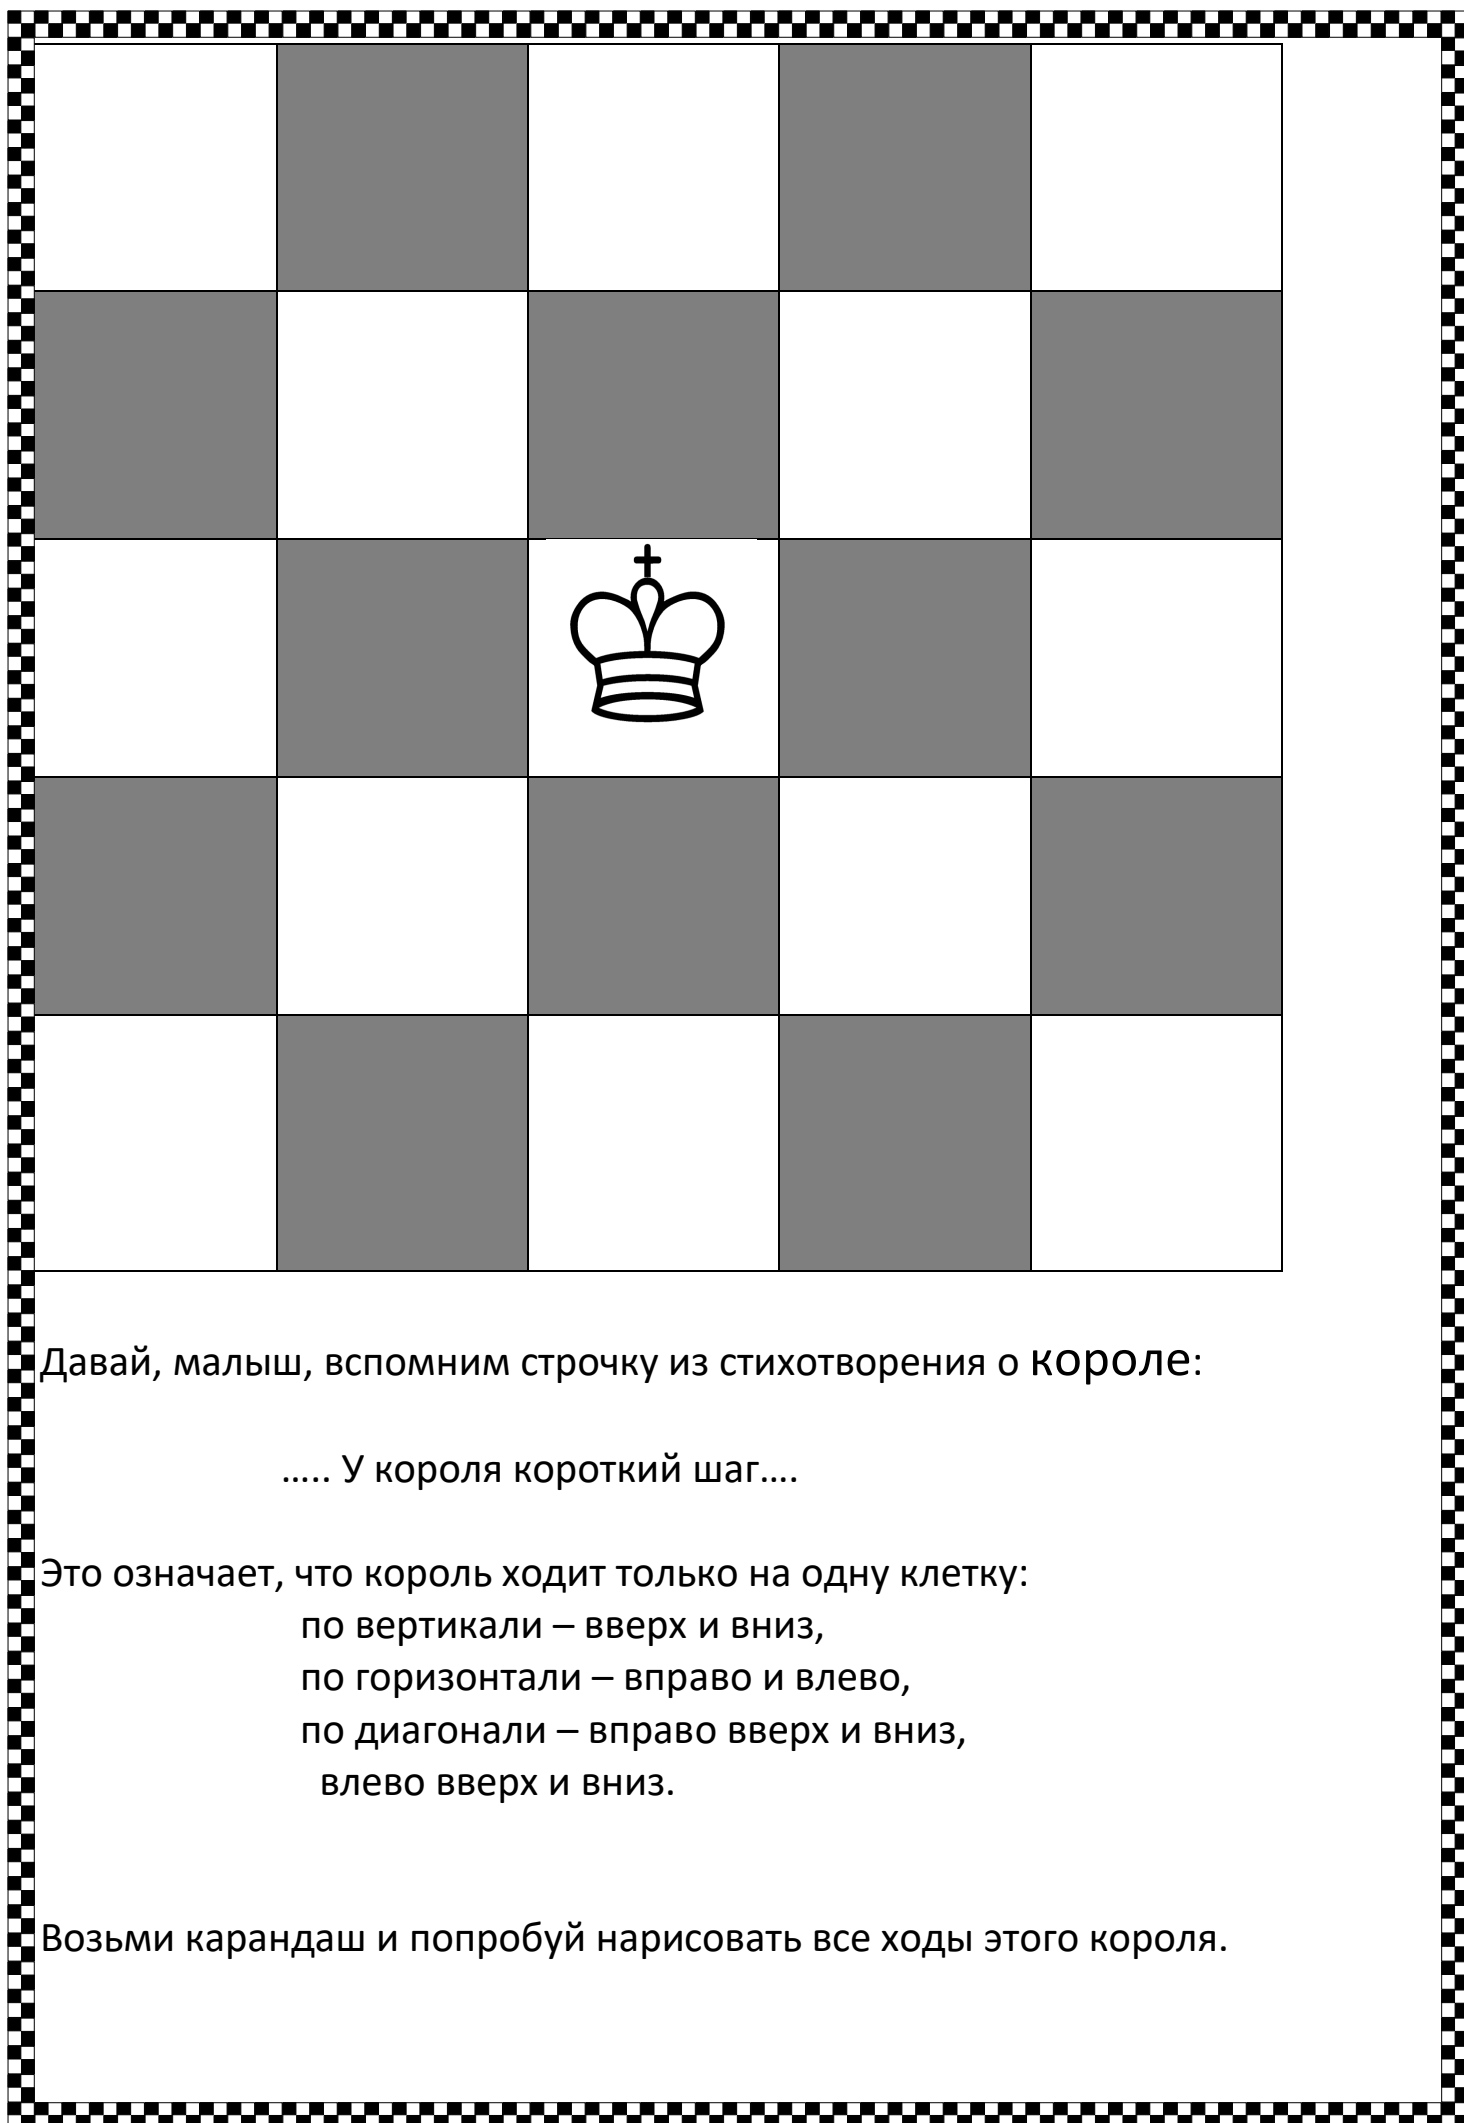 Давай, малыш, вспомним строчку из стихотворения о короле:
..... У короля короткий шаг....
Это означает, что король ходит только на одну клетку:
по вертикали – вверх и вниз,
по горизонтали – вправо и влево,
по диагонали – вправо вверх и вниз,
влево вверх и вниз.
Возьми карандаш и попробуй нарисовать все ходы этого короля.